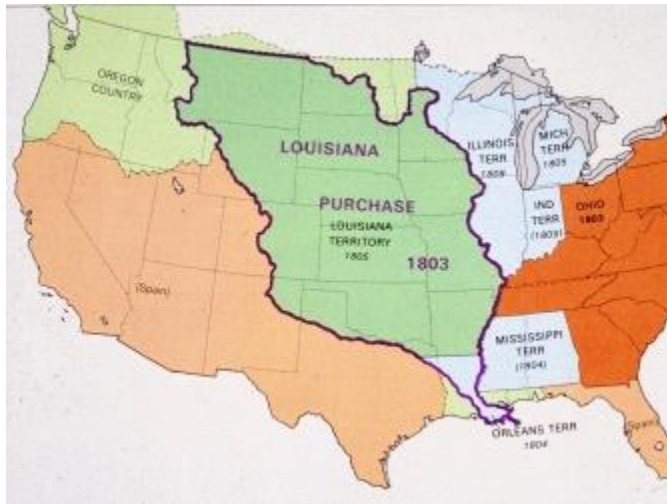 OREGON
COUNTRY
LOUISIANA
PURCHASE
LOUISIANA
TERRITORY
1805
1803
ILLINOIS
TERR
1809
MICH
TERR
1805
IND
TERR
(1809)
OHIO
1803
(Spain)
MISSISSIPPI
TERR
(1804)
ORLEANS TERR
1804
(Spain)